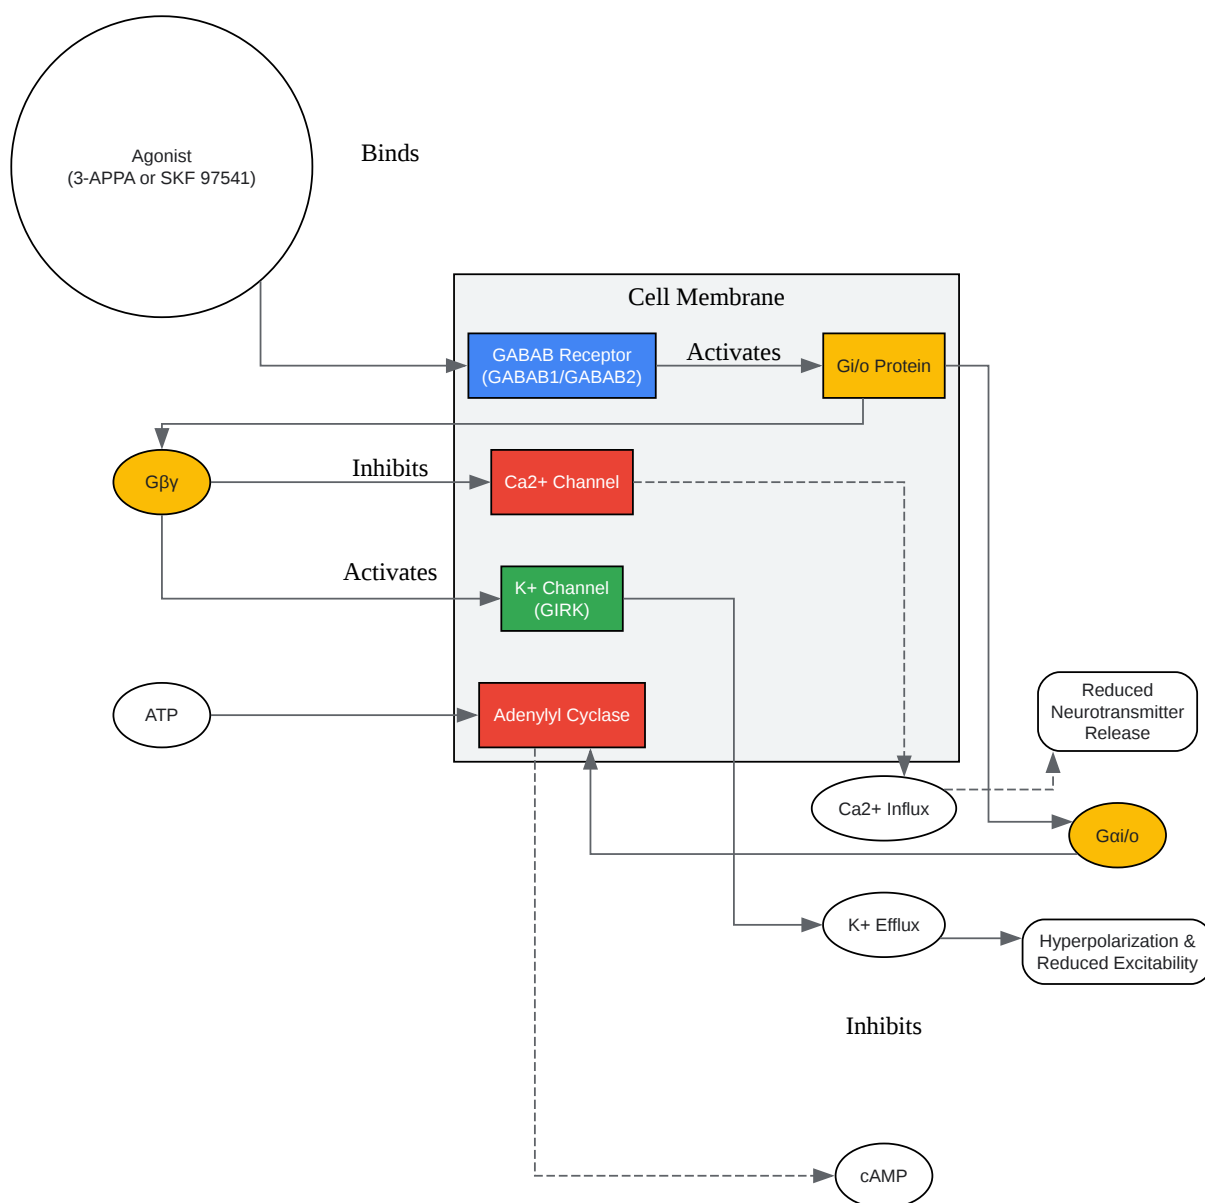 Agonist
(3-APPA or SKF 97541)
Binds
Cell Membrane
GABAB Receptor
(GABAB1/GABAB2)
Activates
Gi/o Protein
Gβγ
Inhibits
Ca2+ Channel
Activates
K+ Channel
(GIRK)
ATP
Adenylyl Cyclase
Reduced
Neurotransmitter
Release
Ca2+ Influx
Gαi/o
K+ Efflux
Hyperpolarization &
Reduced Excitability
Inhibits
cAMP